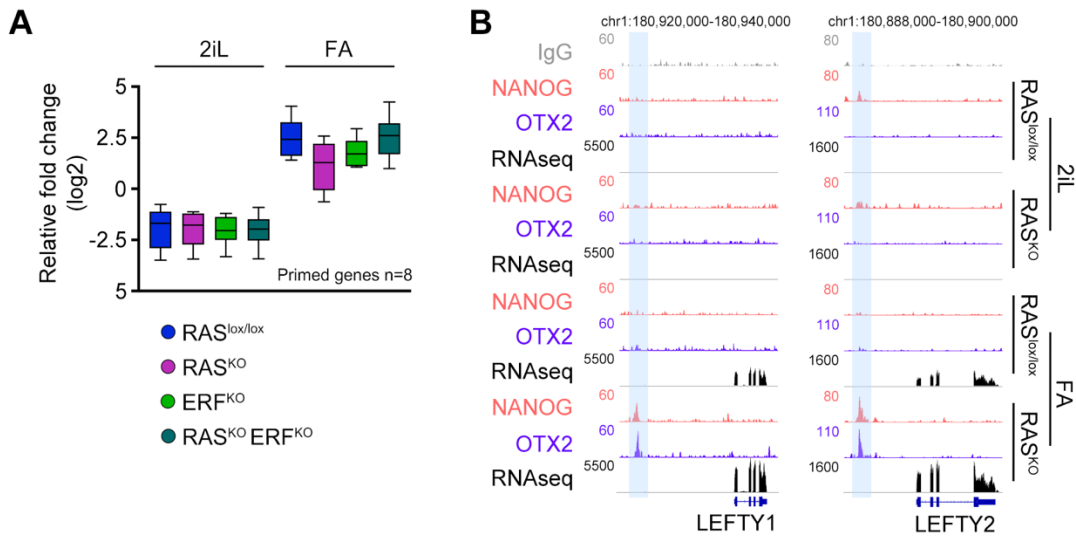 A
2iL
FA
Relative fold change
(log2)
5
2.5
0
-2.5
5
Primed genes n=8
RASlox/lox
RASKO
ERFKO
RASKO ERFKO
B
chr1:180,920,000-180,940,000
chr1:180,888,000-180,900,000
IgG
60
80
NANOG
60
80
OTX2
60
110
RNAseq
5500
1600
NANOG
60
80
OTX2
60
110
RNAseq
5500
1600
NANOG
60
80
OTX2
60
110
RNAseq
5500
1600
NANOG
60
80
OTX2
60
110
RNAseq
5500
1600
RASlox/lox
RASKO
2iL
RASlox/lox
RASKO
FA
LEFTY1
LEFTY2